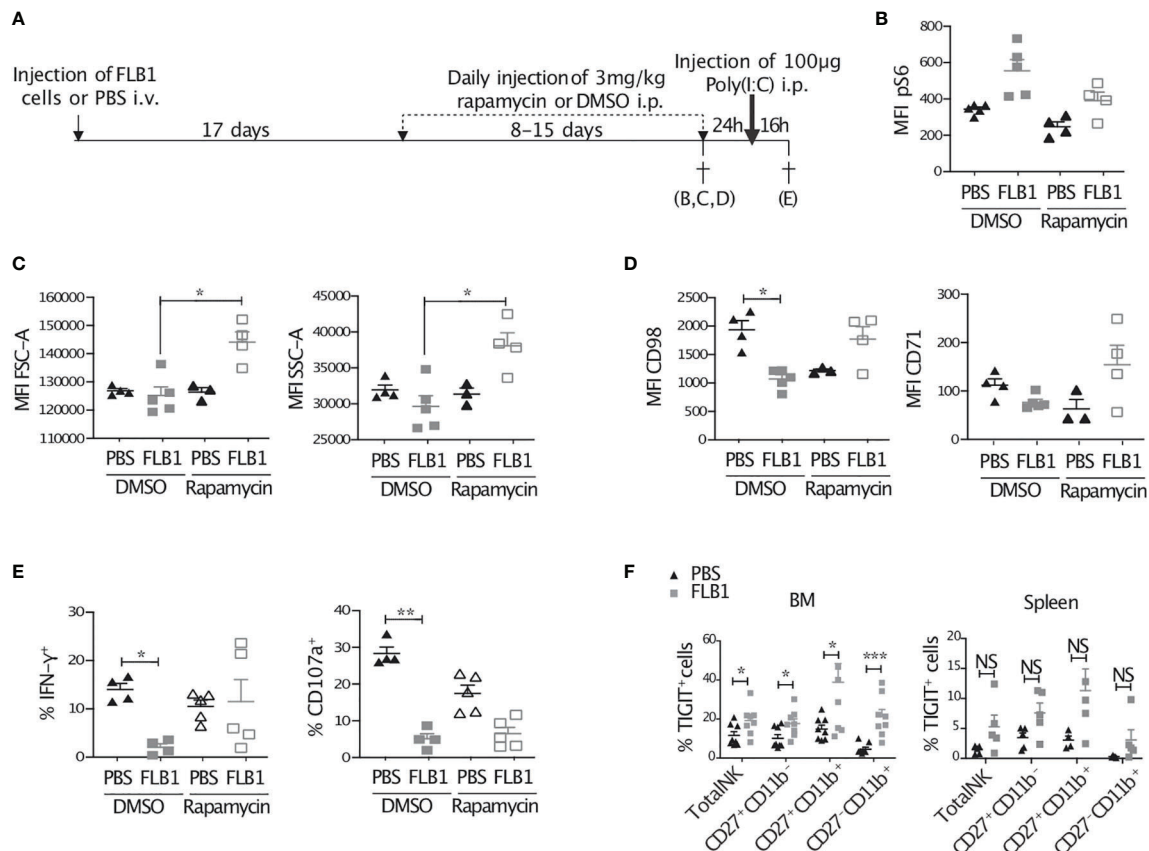 A
Injection of FLB1
cells or PBS i.v.
17 days
Daily injection of 3mg/kg
rapamycin or DMSO i.p.
8-15 days
Injection of 100µg
Poly(I:C) i.p.
24h
16h
(B,C,D)
(E)
B
MFI pS6
800
600
400
200
0
PBS FLB1 PBS FLB1
DMSO Rapamycin
C
MFI FSC-A
160000
150000
140000
130000
120000
110000
*
PBS FLB1 PBS FLB1
DMSO Rapamycin
MFI SSC-A
45000
40000
35000
30000
25000
*
PBS FLB1 PBS FLB1
DMSO Rapamycin
D
MFI CD98
2500
2000
1500
1000
500
0
*
PBS FLB1 PBS FLB1
DMSO Rapamycin
MFI CD71
300
200
100
0
PBS FLB1 PBS FLB1
DMSO Rapamycin
E
% IFN-γ+
30
20
10
0
*
PBS FLB1 PBS FLB1
DMSO Rapamycin
% CD107a+
40
30
20
10
0
**
PBS FLB1 PBS FLB1
DMSO Rapamycin
F
PBS
FLB1
BM
% TIGIT+ cells
60
40
20
0
* * * ***
TotalNK
CD27+CD11b-
CD27+CD11b+
CD27-CD11b+
Spleen
% TIGIT+ cells
20
15
10
5
0
NS NS NS NS
TotalNK
CD27+CD11b-
CD27+CD11b+
CD27-CD11b+